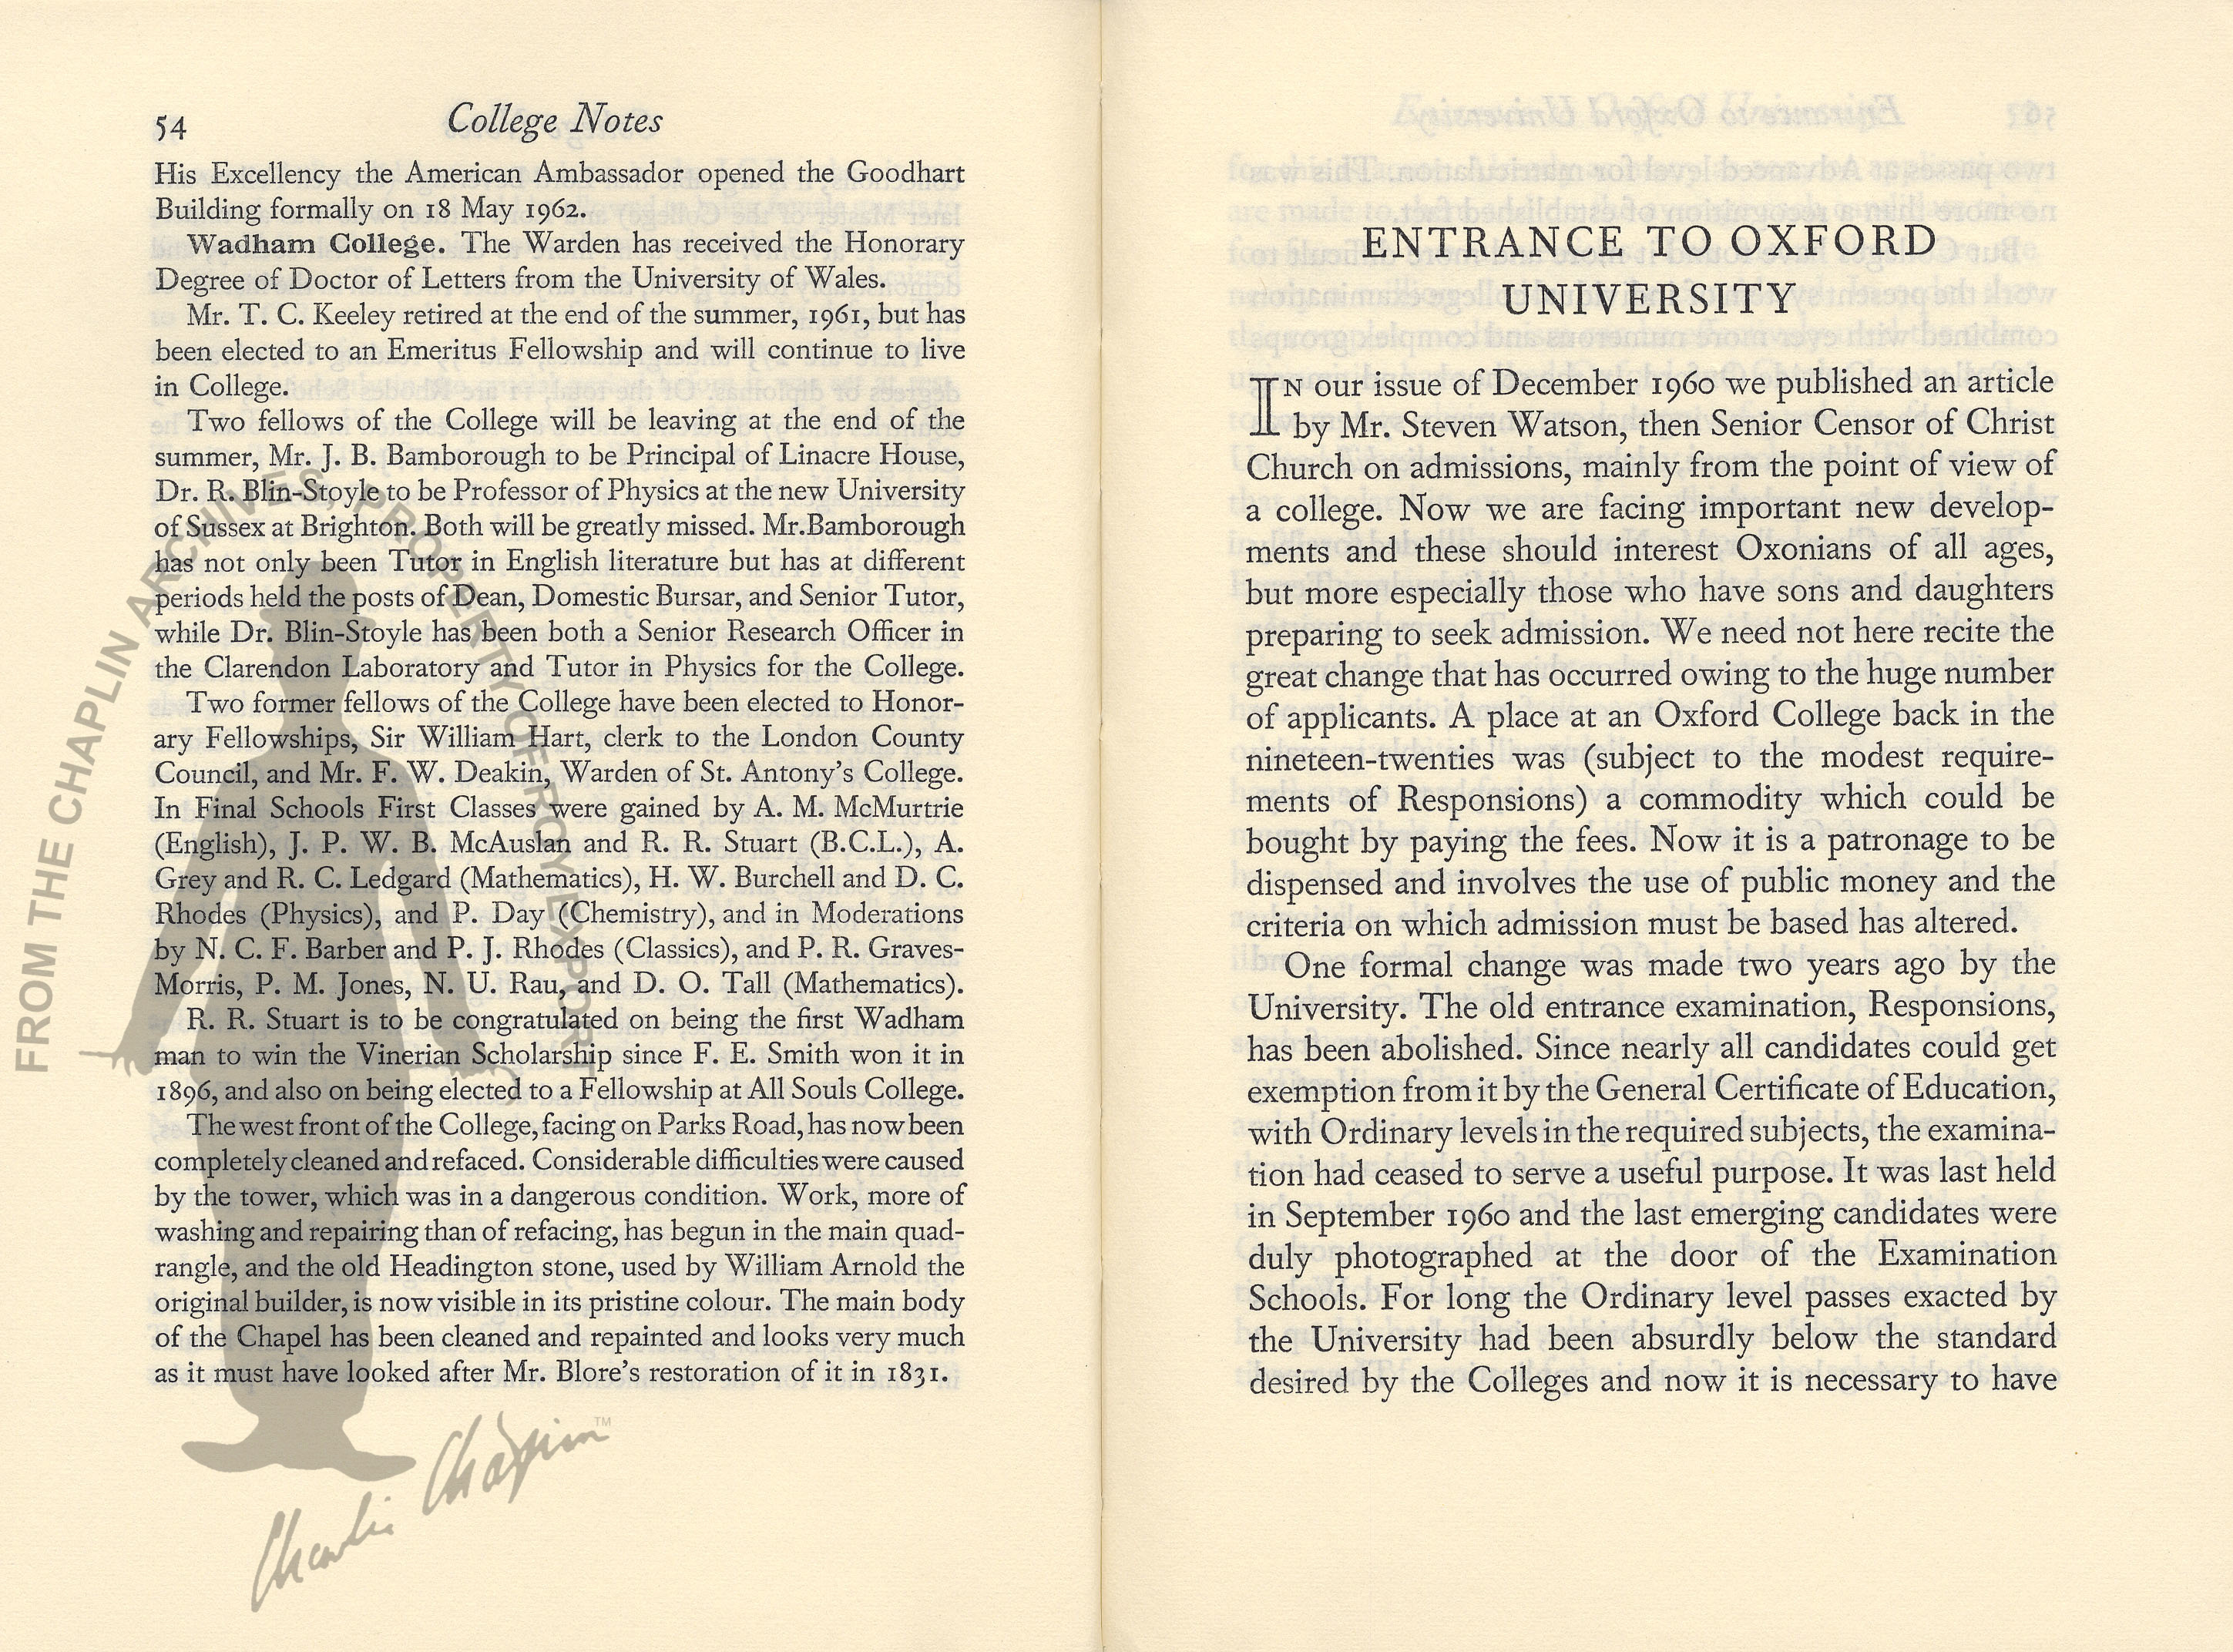 54
College Notes
His Excellency the American Ambassador opened the Goodhart
Building formally on 18 May 1962.
Wadham College. The Warden has received the Honorary
Degree of Doctor of Letters from the University of Wales.
Mr. T. C. Keeley retired at the end of the summer, 1961, but has
been elected to an Emeritus Fellowship and will continue to live
in College.
Two fellows of the College will be leaving at the end of the
summer, Mr. J. B. Bamborough to be Principal of Linacre House,
Dr. R. Blin-Stoyle to be Professor of Physics at the new University
of Sussex at Brighton. Both will be greatly missed. Mr.Bamborough
has not only been Tutor in English literature but has at different
periods held the posts of Dean, Domestic Bursar, and Senior Tutor,
while Dr. Blin-Stoyle has been both a Senior Research Officer in
the Clarendon Laboratory and Tutor in Physics for the College.
Two former fellows of the College have been elected to Honor-
ary Fellowships, Sir William Hart, clerk to the London County
Council, and Mr. F. W. Deakin, Warden of St. Antony's College.
In Final Schools First Classes were gained by A. M. McMurtrie
(English), J. P. W. B. McAuslan and R. R. Stuart (B.C.L.), A.
Grey and R. C. Ledgard (Mathematics), H. W. Burchell and D. C.
Rhodes (Physics), and P. Day (Chemistry), and in Moderations
by N. C. F. Barber and P. J. Rhodes (Classics), and P. R. Graves-
Morris, P. M. Jones, N. U. Rau, and D. O. Tall (Mathematics).
R. R. Stuart is to be congratulated on being the first Wadham
man to win the Vinerian Scholarship since F. E. Smith won it in
1896, and also on being elected to a Fellowship at All Souls College.
The west front of the College, facing on Parks Road, has now been
completely cleaned and refaced. Considerable difficulties were caused
by the tower, which was in a dangerous condition. Work, more of
washing and repairing than of refacing, has begun in the main quad-
rangle, and the old Headington stone, used by William Arnold the
original builder, is now visible in its pristine colour. The main body
of the Chapel has been cleaned and repainted and looks very much
as it must have looked after Mr. Blore's restoration of it in 1831.
FROM THE CHAPLIN ARCHIVES, PROPERTY OF ROY EXPORT
Charlie Chaplin™
ENTRANCE TO OXFORD
UNIVERSITY
IN our issue of December 1960 we published an article
by Mr. Steven Watson, then Senior Censor of Christ
Church on admissions, mainly from the point of view of
a college. Now we are facing important new develop-
ments and these should interest Oxonians of all ages,
but more especially those who have sons and daughters
preparing to seek admission. We need not here recite the
great change that has occurred owing to the huge number
of applicants. A place at an Oxford College back in the
nineteen-twenties was (subject to the modest require-
ments of Responsions) a commodity which could be
bought by paying the fees. Now it is a patronage to be
dispensed and involves the use of public money and the
criteria on which admission must be based has altered.
One formal change was made two years ago by the
University. The old entrance examination, Responsions,
has been abolished. Since nearly all candidates could get
exemption from it by the General Certificate of Education,
with Ordinary levels in the required subjects, the examina-
tion had ceased to serve a useful purpose. It was last held
in September 1960 and the last emerging candidates were
duly photographed at the door of the Examination
Schools. For long the Ordinary level passes exacted by
the University had been absurdly below the standard
desired by the Colleges and now it is necessary to have